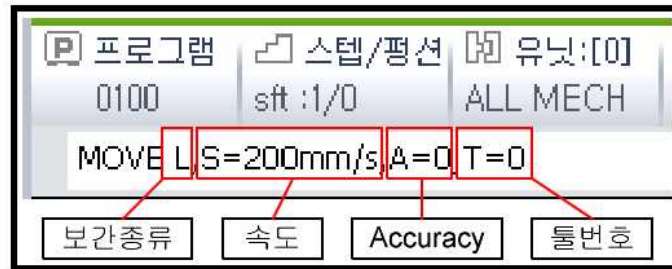 프로그램 스텝/펑션 유닛:[0]
0100 sft :1/0 ALL MECH
MOVE L,S=200mm/s,A=0,T=0
보간종류 속도 Accuracy 툴번호